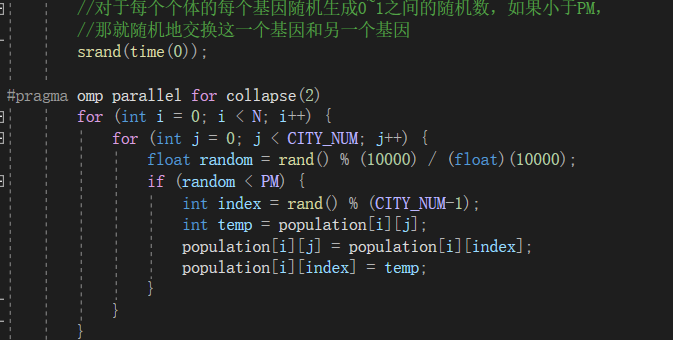 //对于每个个体的每个基因随机生成0~1之间的随机数，如果小于PM，
//那就随机地交换这一个基因和另一个基因
srand(time(0));
#pragma omp parallel for collapse(2)
for (int i = 0; i < N; i++) {
for (int j = 0; j < CITY_NUM; j++) {
float random = rand() % (10000) / (float)(10000);
if (random < PM) {
int index = rand() % (CITY_NUM-1);
int temp = population[i][j];
population[i][j] = population[i][index];
population[i][index] = temp;
}
}
}